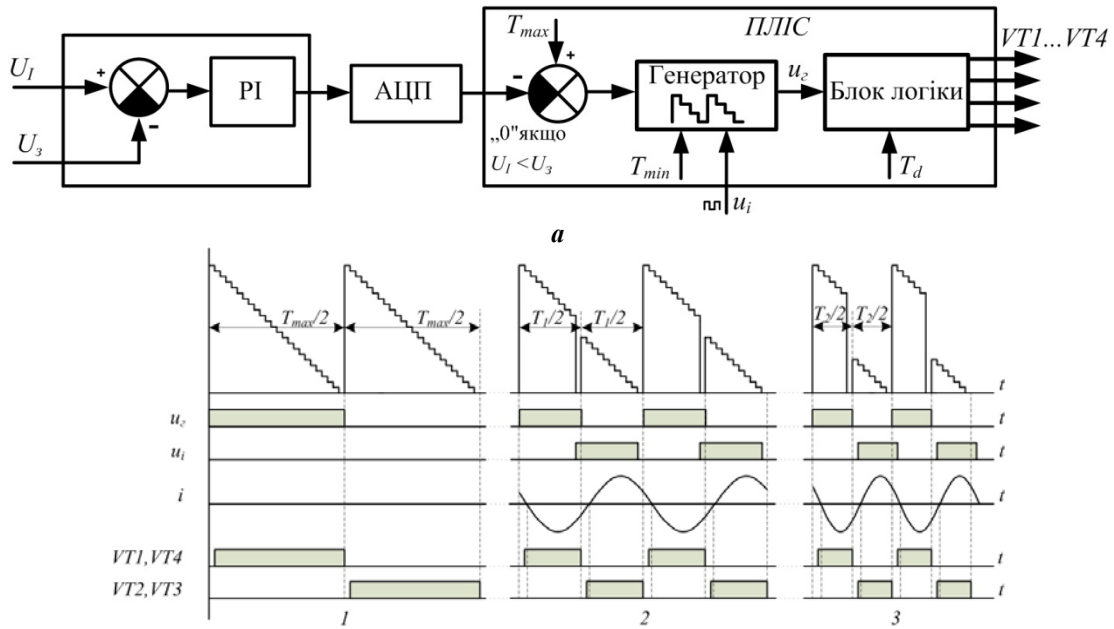 T_max
ПЛІС
VT1...VT4
U_I
+
−
U_з
РІ
АЦП
−
+
„0"якщо
U_I <U_з
Генератор
u_г
Блок логіки
T_min
u_i
T_d
а
T_max/2
T_max/2
T_1/2
T_1/2
T_2/2
T_2/2
t
u_г
t
u_i
t
i
t
VT1,VT4
t
VT2,VT3
t
1
2
3